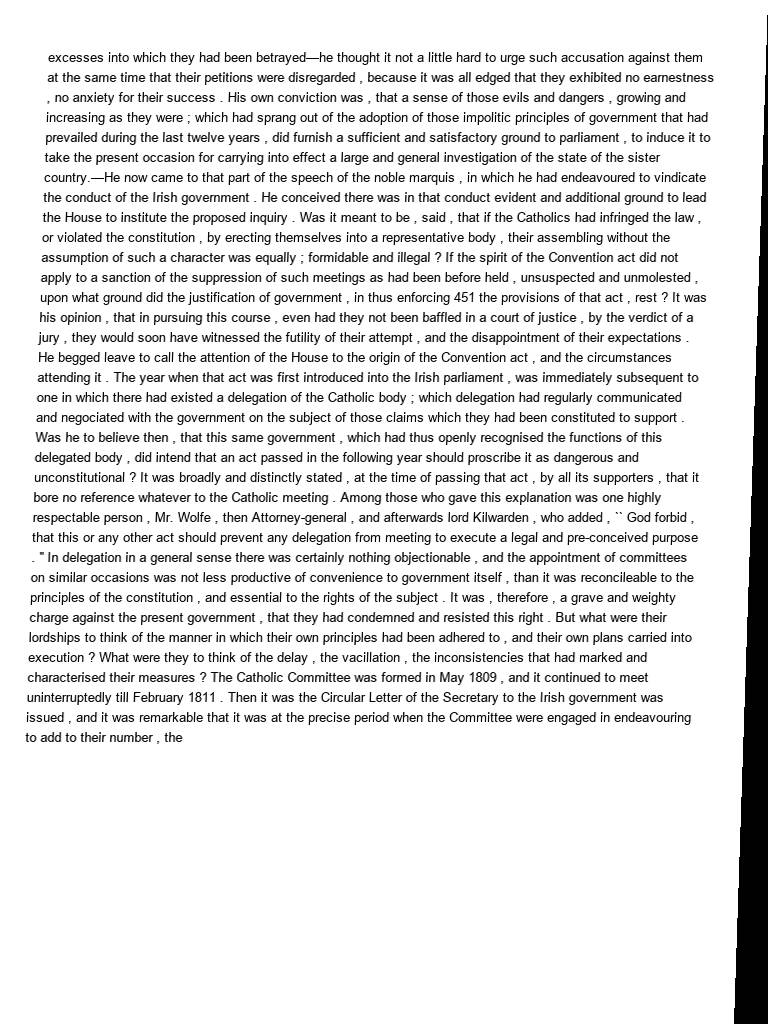 excesses into which they had been betrayed—he thought it not a little hard to urge such accusation against them
at the same time that their petitions were disregarded , because it was all edged that they exhibited no earnestness
, no anxiety for their success . His own conviction was , that a sense of those evils and dangers , growing and
increasing as they were ; which had sprang out of the adoption of those impolitic principles of government that had
prevailed during the last twelve years , did furnish a sufficient and satisfactory ground to parliament , to induce it to
take the present occasion for carrying into effect a large and general investigation of the state of the sister
country.—He now came to that part of the speech of the noble marquis , in which he had endeavoured to vindicate
the conduct of the Irish government . He conceived there was in that conduct evident and additional ground to lead
the House to institute the proposed inquiry . Was it meant to be , said , that if the Catholics had infringed the law ,
or violated the constitution , by erecting themselves into a representative body , their assembling without the
assumption of such a character was equally ; formidable and illegal ? If the spirit of the Convention act did not
apply to a sanction of the suppression of such meetings as had been before held , unsuspected and unmolested ,
upon what ground did the justification of government , in thus enforcing 451 the provisions of that act , rest ? It was
his opinion , that in pursuing this course , even had they not been baffled in a court of justice , by the verdict of a
jury , they would soon have witnessed the futility of their attempt , and the disappointment of their expectations .
He begged leave to call the attention of the House to the origin of the Convention act , and the circumstances
attending it . The year when that act was first introduced into the Irish parliament , was immediately subsequent to
one in which there had existed a delegation of the Catholic body ; which delegation had regularly communicated
and negociated with the government on the subject of those claims which they had been constituted to support .
Was he to believe then , that this same government , which had thus openly recognised the functions of this
delegated body , did intend that an act passed in the following year should proscribe it as dangerous and
unconstitutional ? It was broadly and distinctly stated , at the time of passing that act , by all its supporters , that it
bore no reference whatever to the Catholic meeting . Among those who gave this explanation was one highly
respectable person , Mr. Wolfe , then Attorney-general , and afterwards lord Kilwarden , who added , `` God forbid ,
that this or any other act should prevent any delegation from meeting to execute a legal and pre-conceived purpose
. " In delegation in a general sense there was certainly nothing objectionable , and the appointment of committees
on similar occasions was not less productive of convenience to government itself , than it was reconcileable to the
principles of the constitution , and essential to the rights of the subject . It was , therefore , a grave and weighty
charge against the present government , that they had condemned and resisted this right . But what were their
lordships to think of the manner in which their own principles had been adhered to , and their own plans carried into
execution ? What were they to think of the delay , the vacillation , the inconsistencies that had marked and
characterised their measures ? The Catholic Committee was formed in May 1809 , and it continued to meet
uninterruptedly till February 1811 . Then it was the Circular Letter of the Secretary to the Irish government was
issued , and it was remarkable that it was at the precise period when the Committee were engaged in endeavouring
to add to their number , the